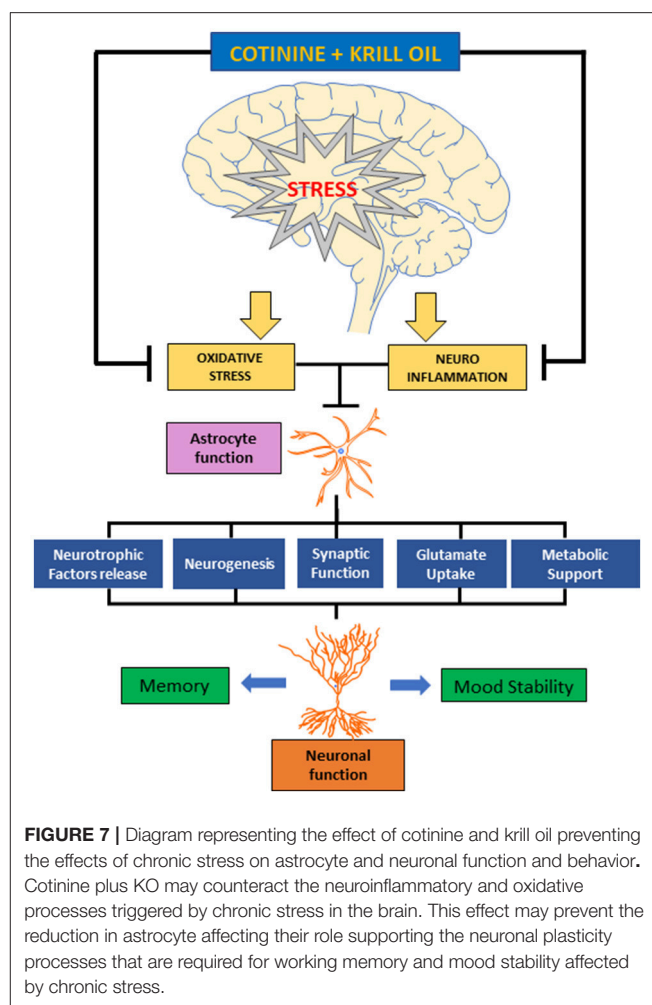 COTININE + KRILL OIL
STRESS
OXIDATIVE
STRESS
NEURO
INFLAMMATION
Astrocyte
function
Neurotrophic
Factors release
Neurogenesis
Synaptic
Function
Glutamate
Uptake
Metabolic
Support
Memory
Mood Stability
Neuronal
function
FIGURE 7 | Diagram representing the effect of cotinine and krill oil preventing
the effects of chronic stress on astrocyte and neuronal function and behavior.
Cotinine plus KO may counteract the neuroinflammatory and oxidative
processes triggered by chronic stress in the brain. This effect may prevent the
reduction in astrocyte affecting their role supporting the neuronal plasticity
processes that are required for working memory and mood stability affected
by chronic stress.